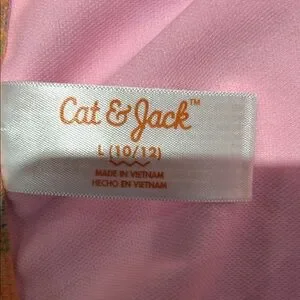 Cat & Jack™
L (10/12)
MADE IN VIETNAM
HECHO EN VIETNAM